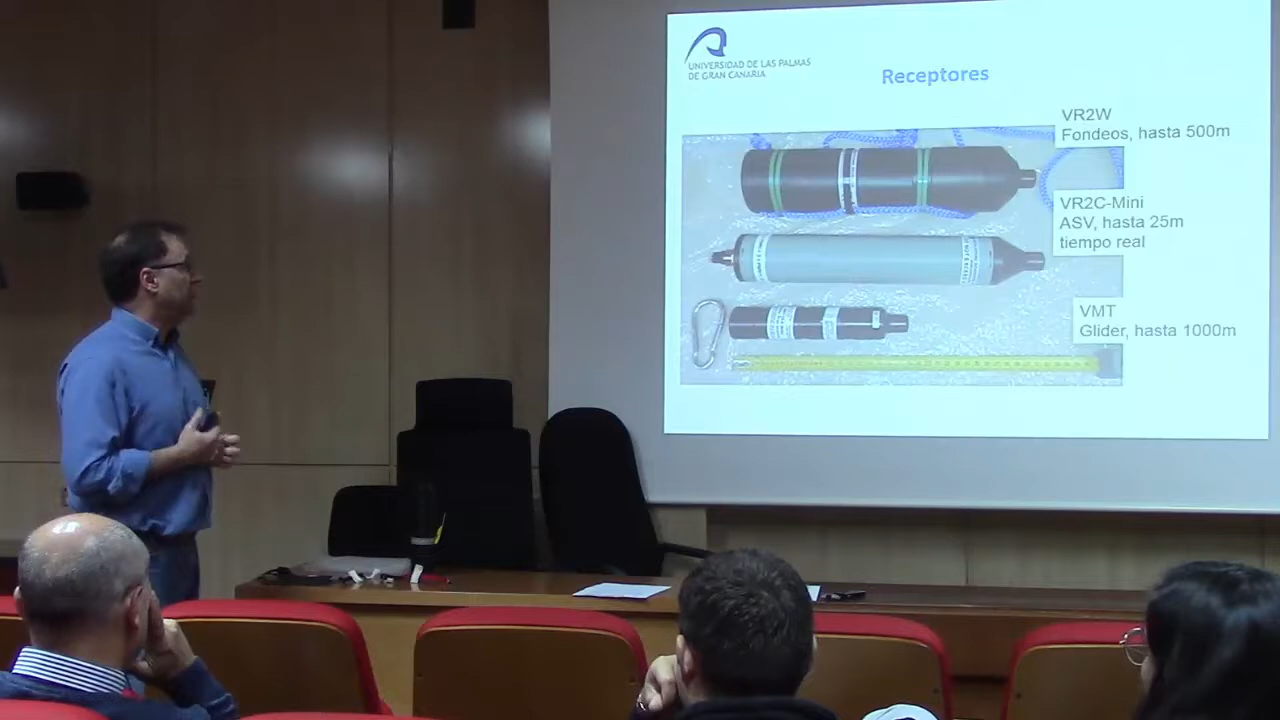 UNIVERSIDAD DE LAS PALMAS
DE GRAN CANARIA
Receptores
VR2W
Fondeos, hasta 500m
VR2C-Mini
ASV, hasta 25m
tiempo real
VMT
Glider, hasta 1000m